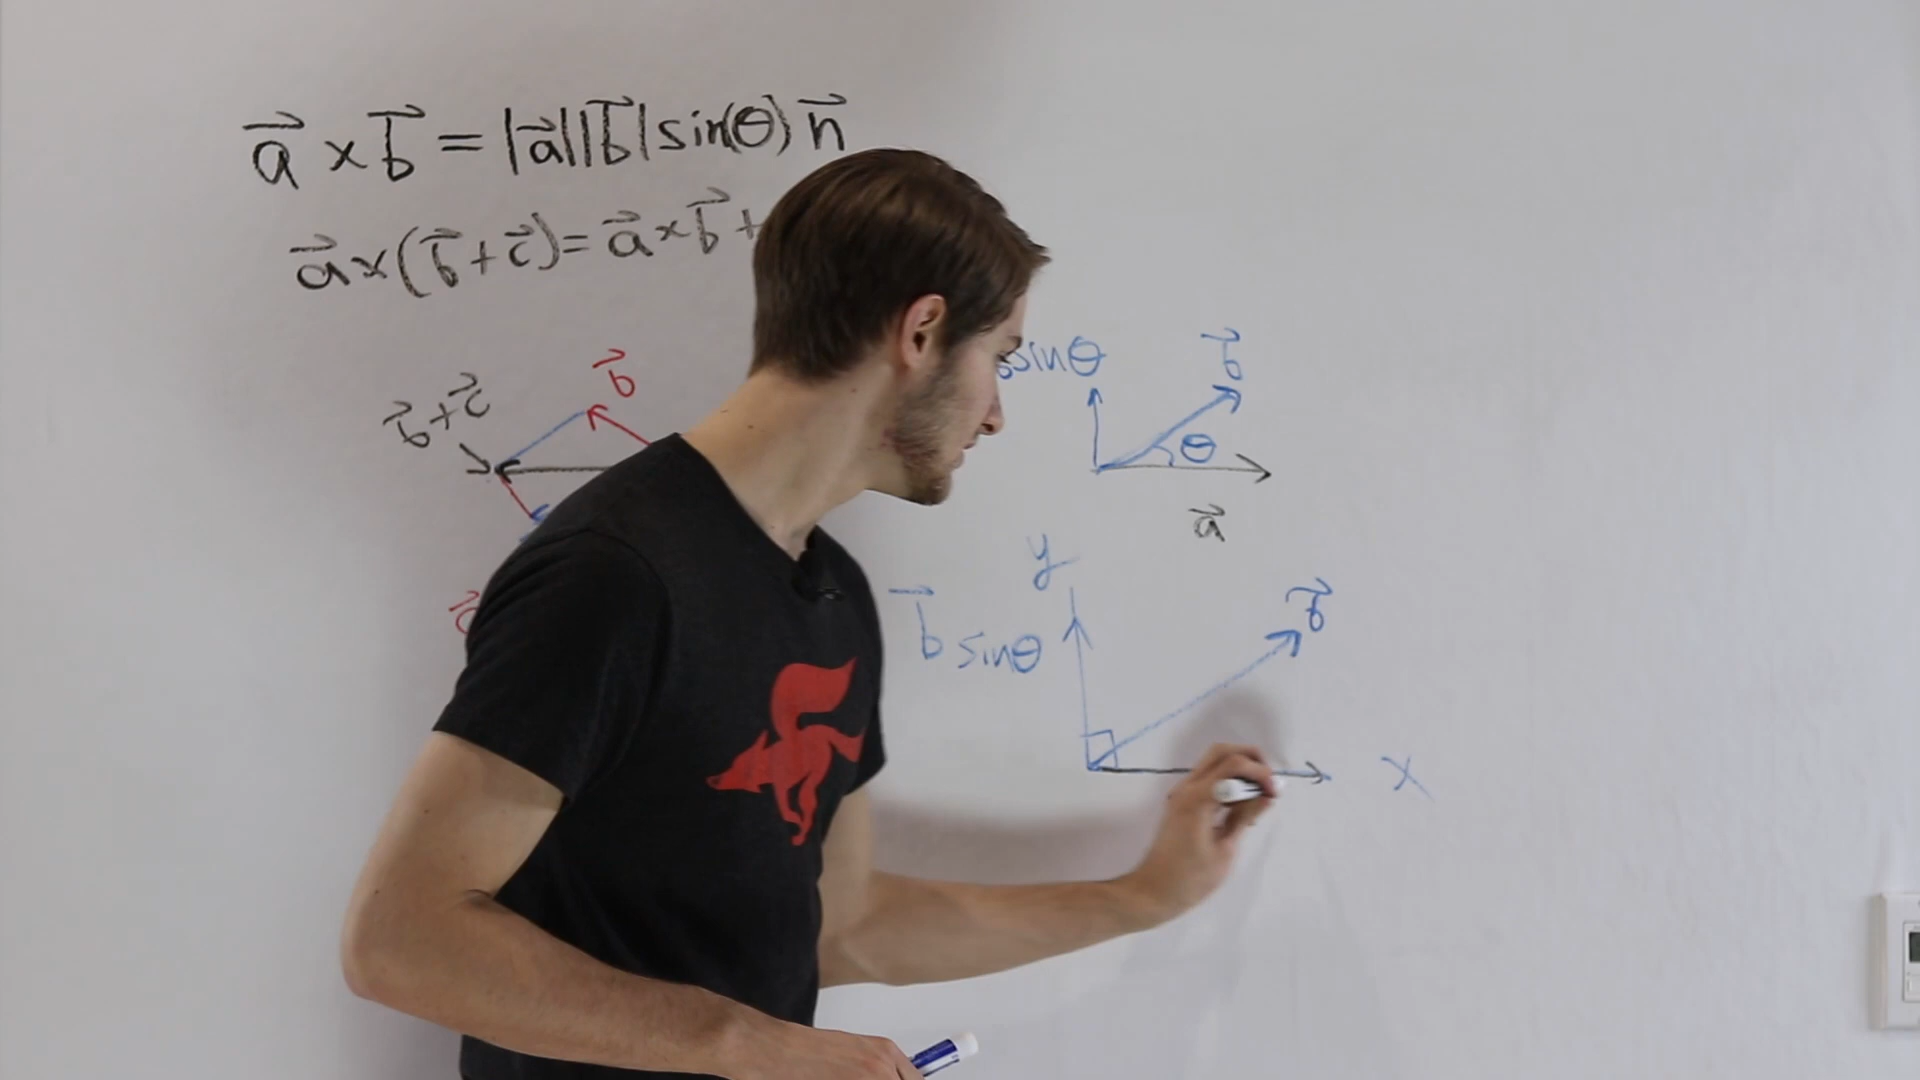 a⃗ × b⃗ = |a⃗||b⃗| sin(θ) n⃗
a⃗ × (b⃗ + c⃗) = a⃗ × b⃗ +
b⃗ + c⃗
b⃗
c⃗
sinθ
b⃗
θ
a⃗
y
b⃗ sinθ
b⃗
x